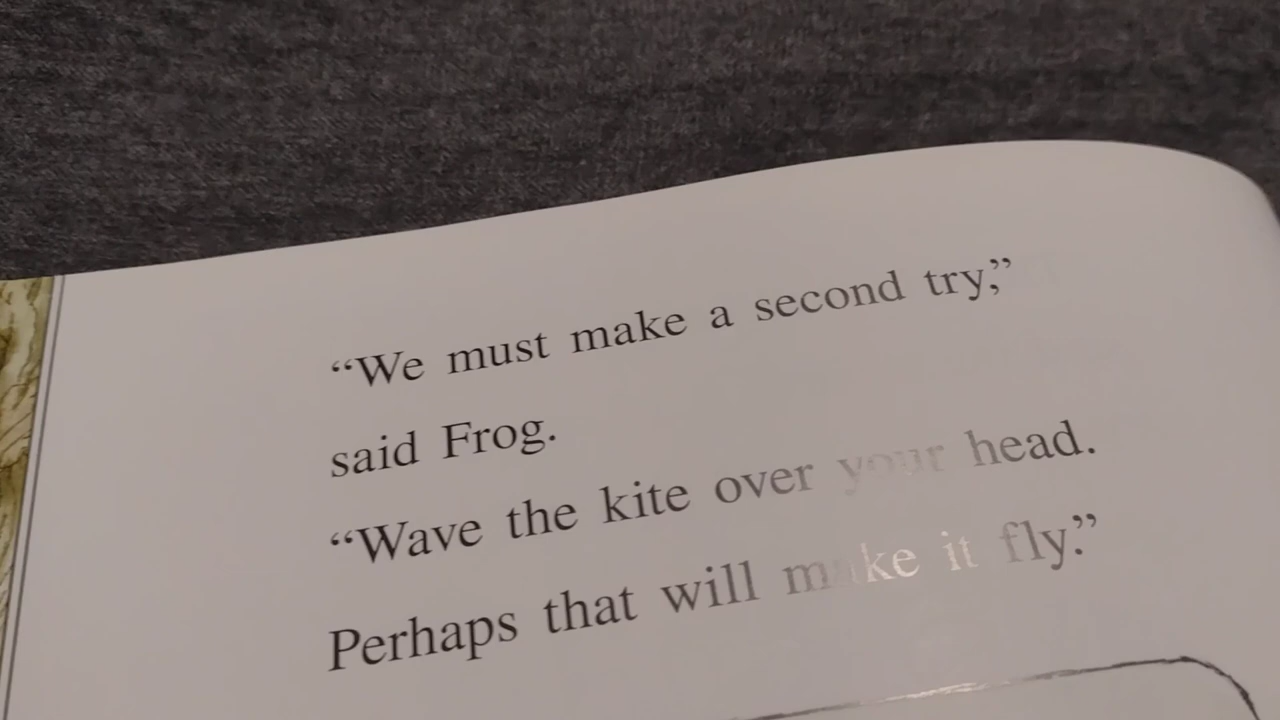 “We must make a second try,”
said Frog.
“Wave the kite over your head.
Perhaps that will make it fly.”